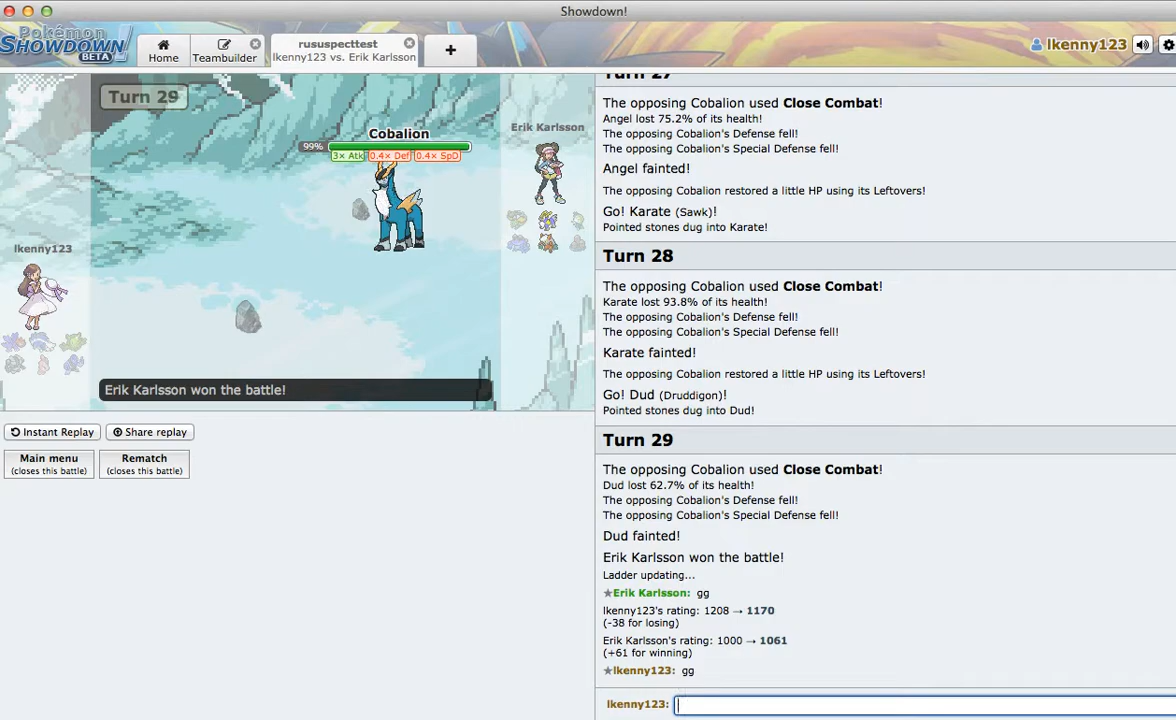 Showdown!
Pokémon
SHOWDOWN!
BETA
Home
Teambuilder
rususpecttest
lkenny123 vs. Erik Karlsson
+
lkenny123
Turn 29
Cobalion
99%
3× Atk 0.4× Def 0.4× SpD
Erik Karlsson
lkenny123
Erik Karlsson won the battle!
Instant Replay
Share replay
Main menu
(closes this battle)
Rematch
(closes this battle)
Turn 27
The opposing Cobalion used Close Combat!
Angel lost 75.2% of its health!
The opposing Cobalion's Defense fell!
The opposing Cobalion's Special Defense fell!
Angel fainted!
The opposing Cobalion restored a little HP using its Leftovers!
Go! Karate (Sawk)!
Pointed stones dug into Karate!
Turn 28
The opposing Cobalion used Close Combat!
Karate lost 93.8% of its health!
The opposing Cobalion's Defense fell!
The opposing Cobalion's Special Defense fell!
Karate fainted!
The opposing Cobalion restored a little HP using its Leftovers!
Go! Dud (Druddigon)!
Pointed stones dug into Dud!
Turn 29
The opposing Cobalion used Close Combat!
Dud lost 62.7% of its health!
The opposing Cobalion's Defense fell!
The opposing Cobalion's Special Defense fell!
Dud fainted!
Erik Karlsson won the battle!
Ladder updating...
★Erik Karlsson: gg
lkenny123's rating: 1208 → 1170
(-38 for losing)
Erik Karlsson's rating: 1000 → 1061
(+61 for winning)
★lkenny123: gg
lkenny123: